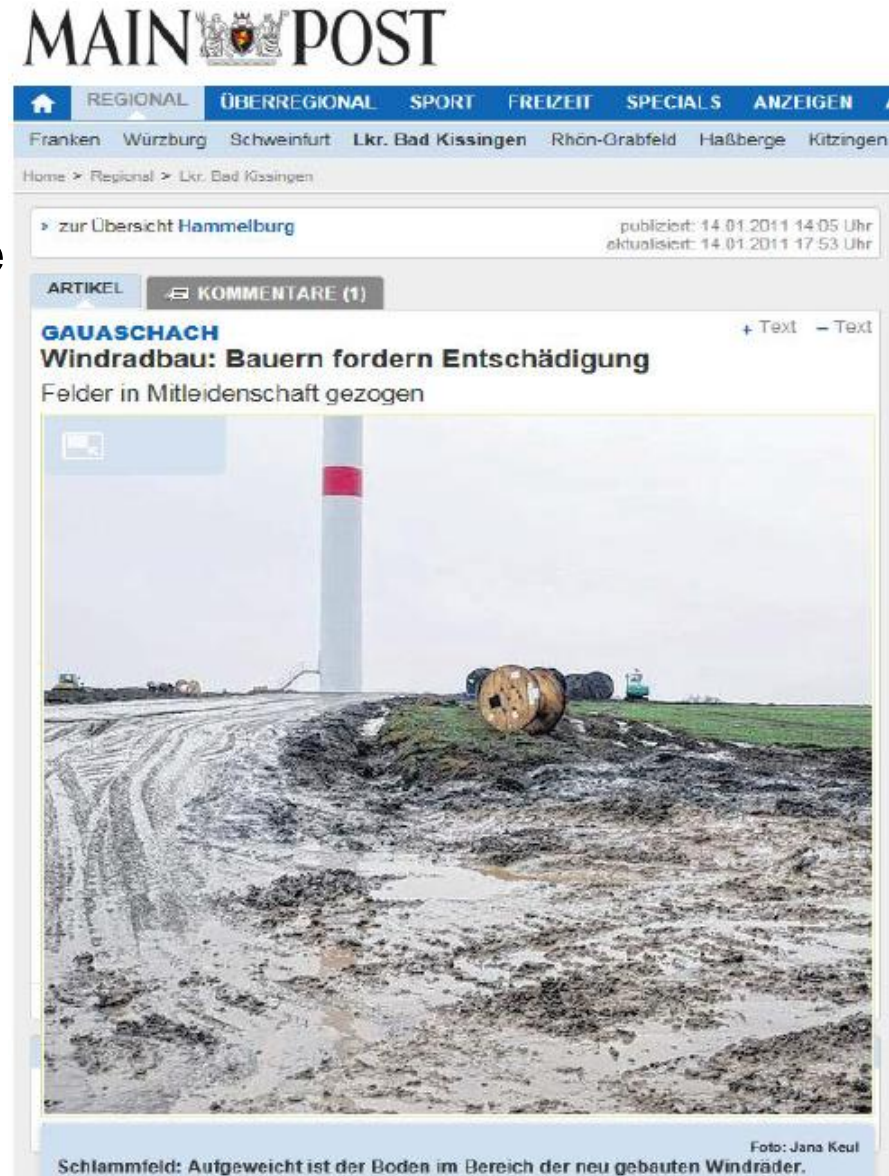 MAIN POST
REGIONAL ÜBERREGIONAL SPORT FREIZEIT SPECIALS ANZEIGEN A
Franken Würzburg Schweinfurt Lkr. Bad Kissingen Rhön-Grabfeld Haßberge Kitzingen
Home > Regional > Lkr. Bad Kissingen
› zur Übersicht Hammelburg
publiziert: 14.01.2011 14:05 Uhr
aktualisiert: 14.01.2011 17:53 Uhr
e
ARTIKEL KOMMENTARE (1)
GAUASCHACH + Text – Text
Windradbau: Bauern fordern Entschädigung
Felder in Mitleidenschaft gezogen
Foto: Jana Keul
Schlammfeld: Aufgeweicht ist der Boden im Bereich der neu gebauten Windräder.